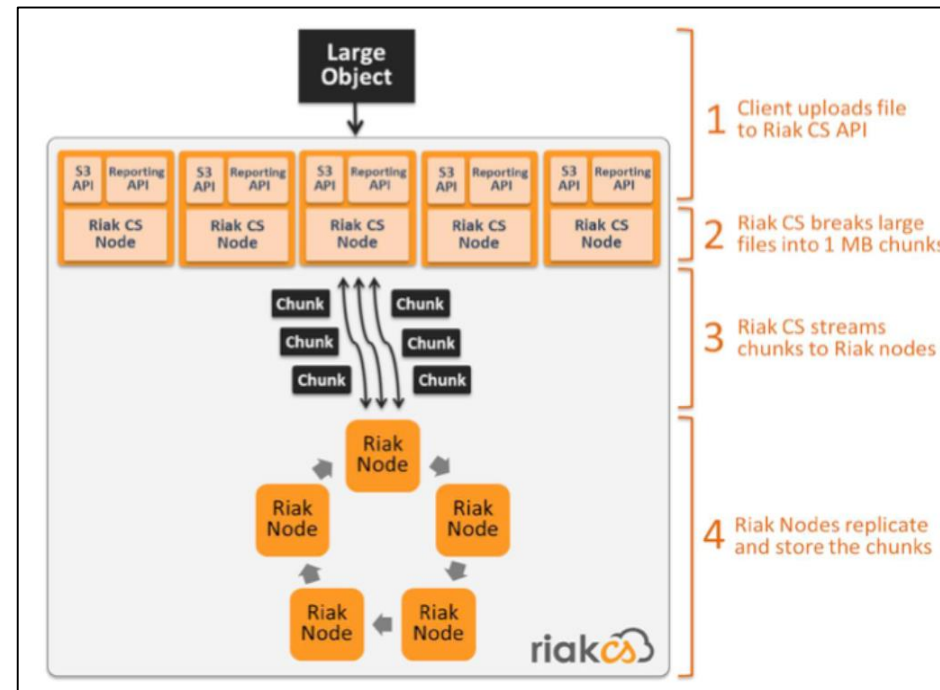 Large
Object
1 Client uploads file
to Riak CS API
S3
API
Reporting
API
S3
API
Reporting
API
S3
API
Reporting
API
S3
API
Reporting
API
S3
API
Reporting
API
Riak CS
Node
Riak CS
Node
Riak CS
Node
Riak CS
Node
Riak CS
Node
2 Riak CS breaks large
files into 1 MB chunks
Chunk
Chunk
Chunk
Chunk
Chunk
Chunk
3 Riak CS streams
chunks to Riak nodes
Riak
Node
Riak
Node
Riak
Node
Riak
Node
Riak
Node
4 Riak Nodes replicate
and store the chunks
riakcs